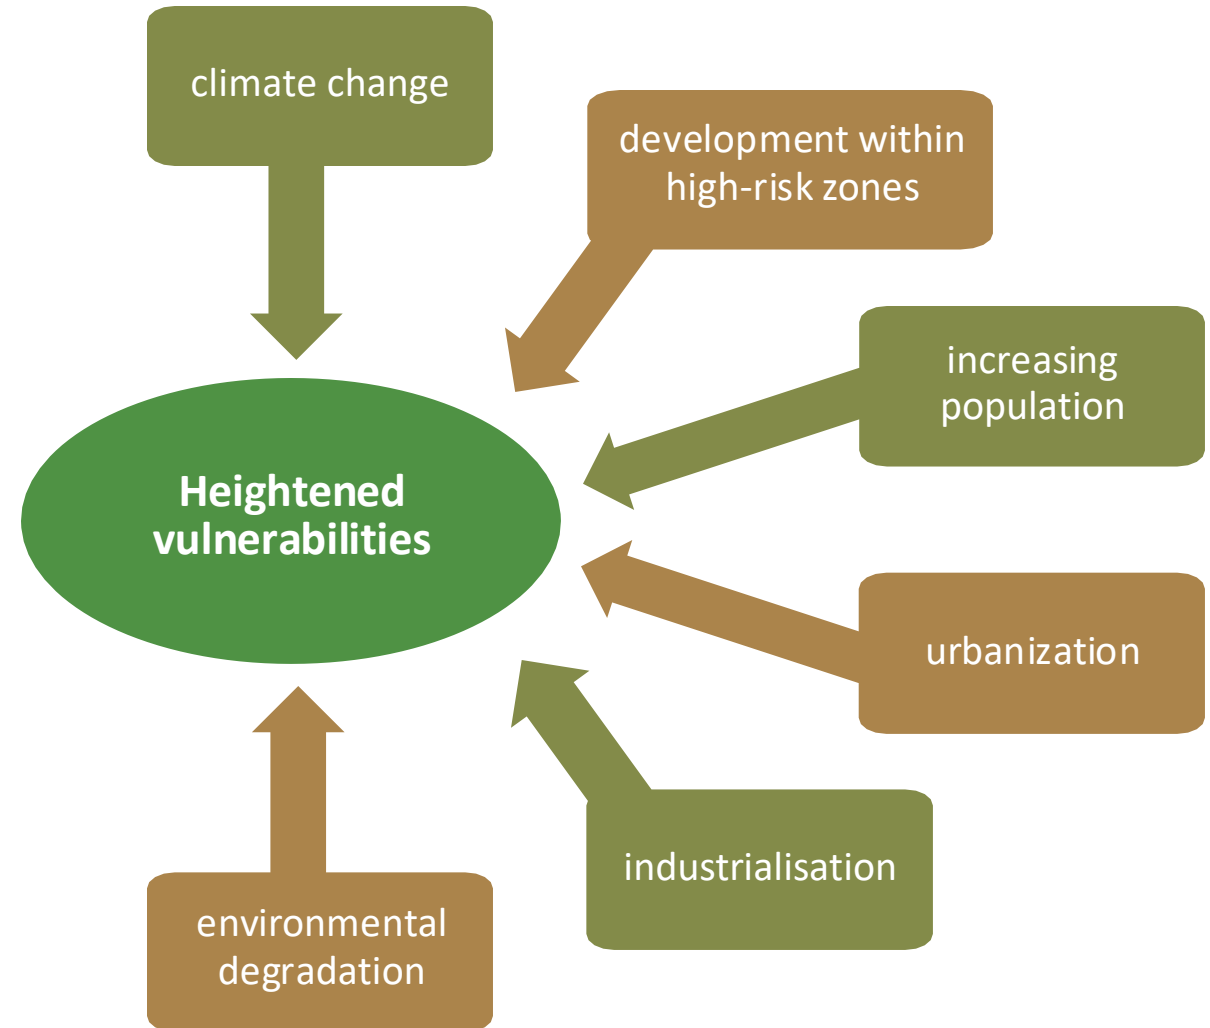 climate change
development within
high-risk zones
increasing
population
Heightened
vulnerabilities
urbanization
industrialisation
environmental
degradation